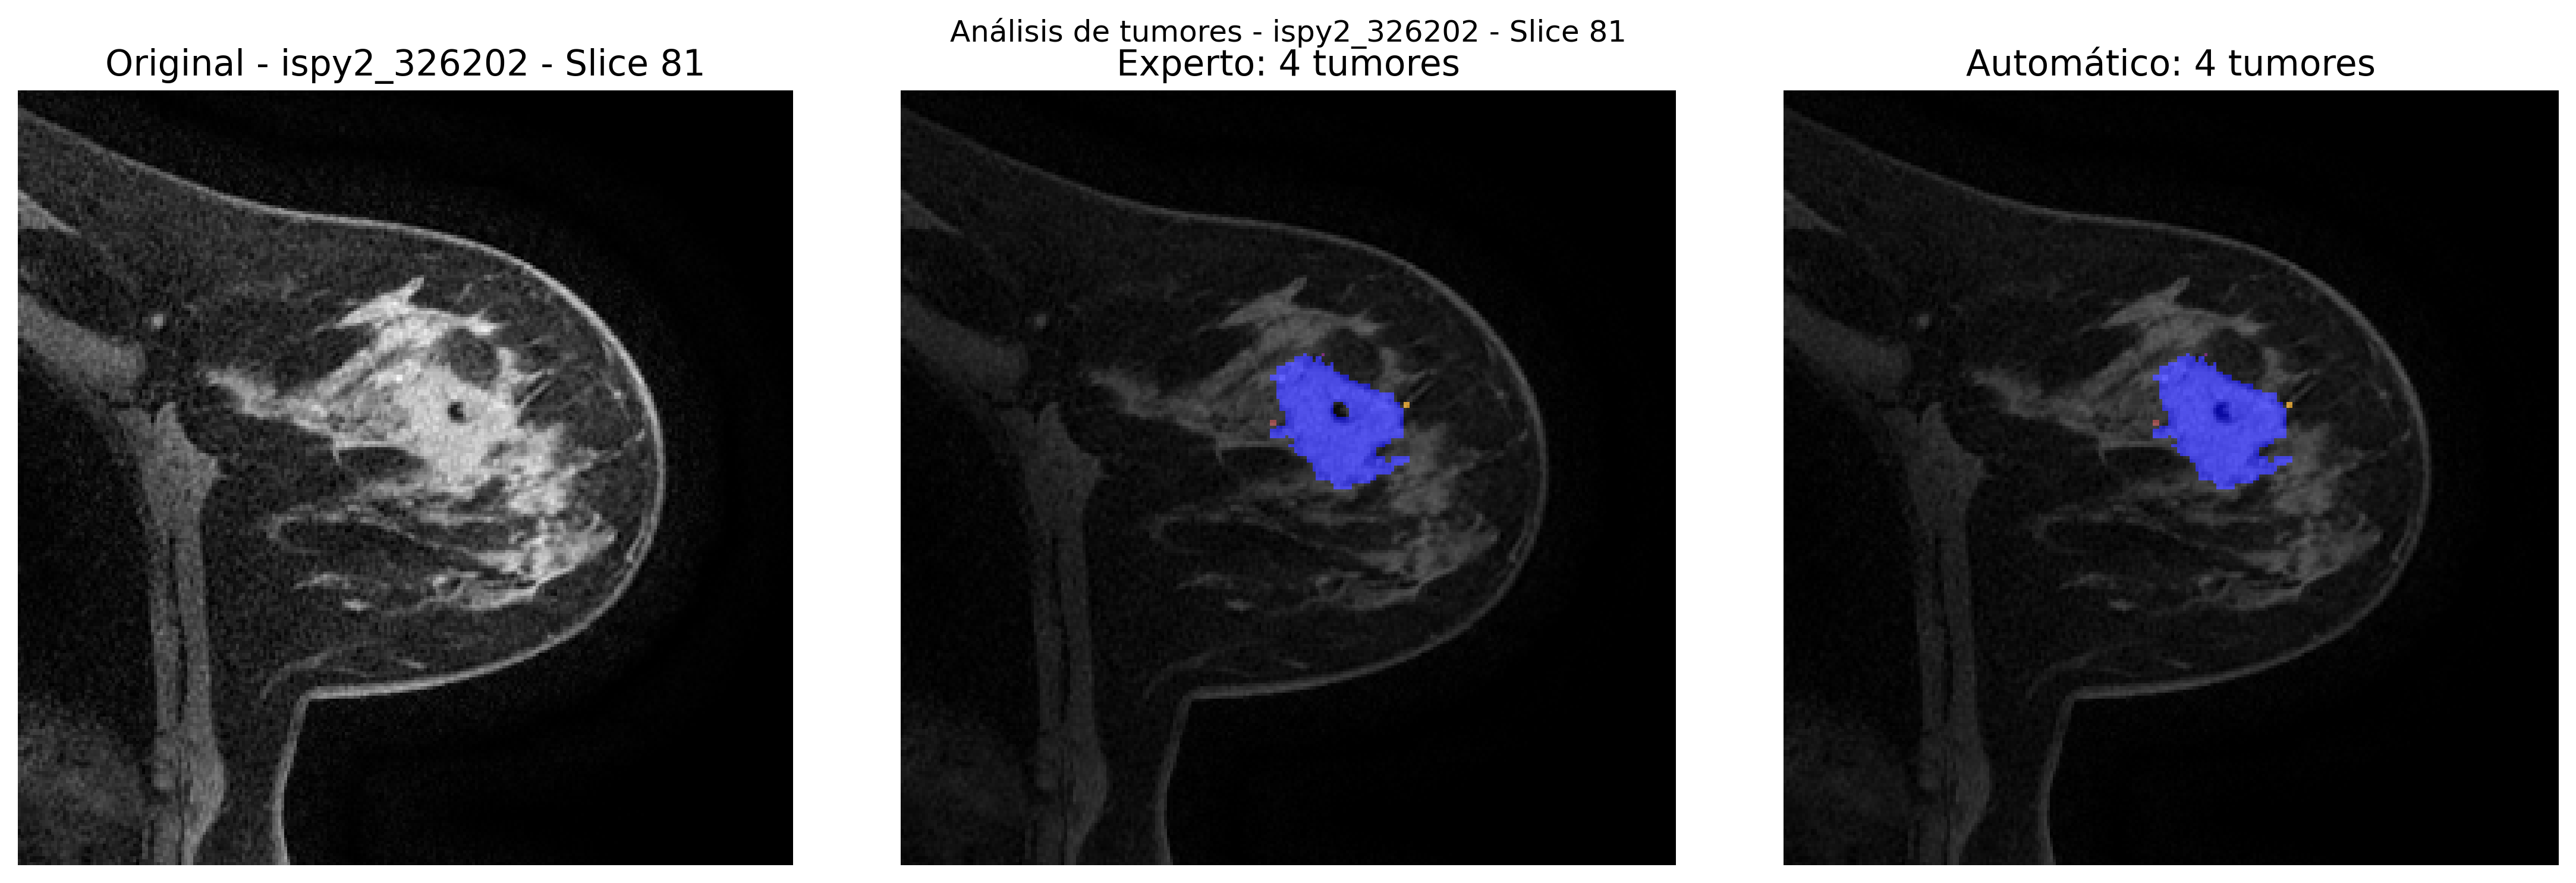 Análisis de tumores - ispy2_326202 - Slice 81
Original - ispy2_326202 - Slice 81
Experto: 4 tumores
Automático: 4 tumores